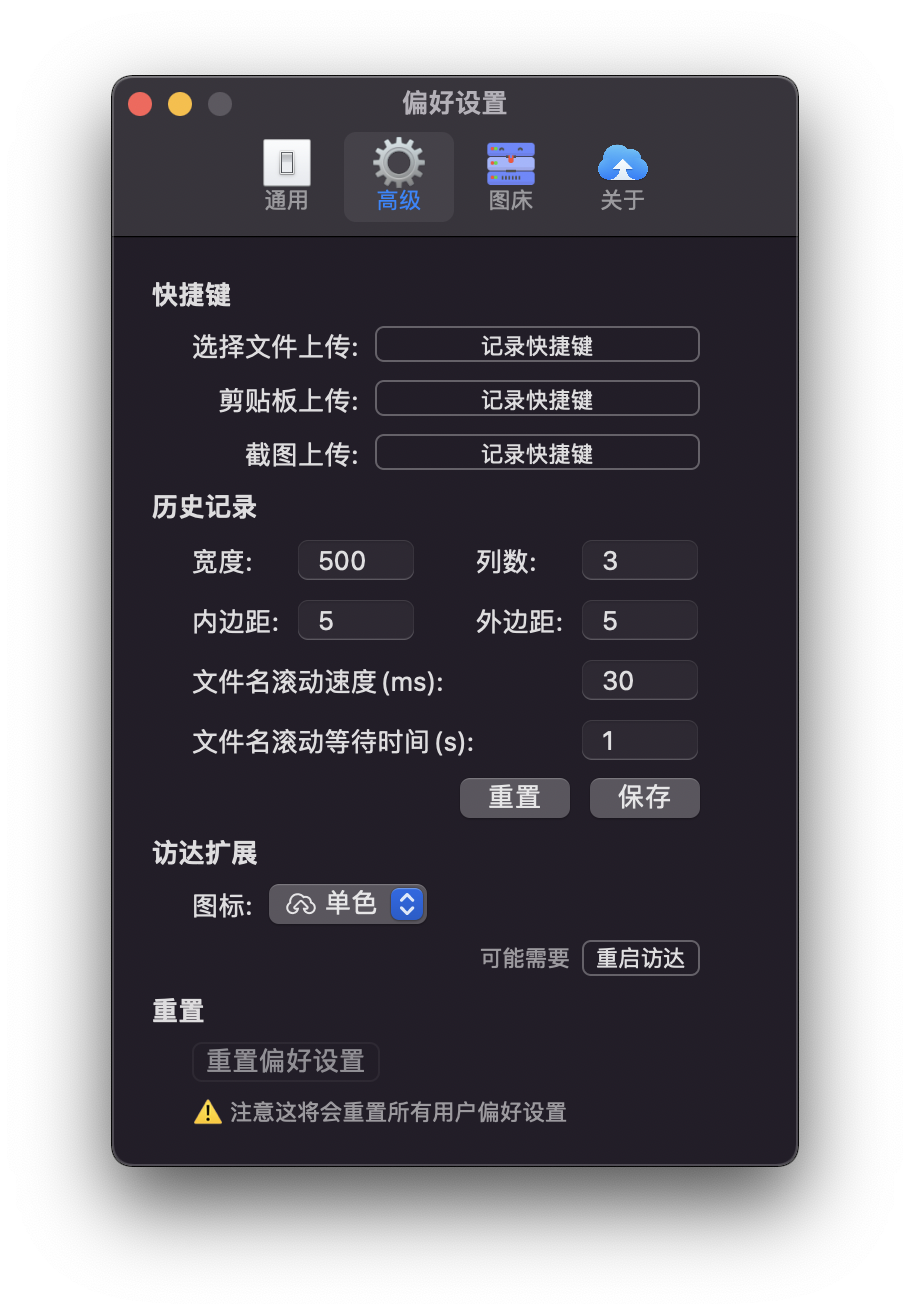 偏好设置
通用 高级 图床 关于
快捷键
选择文件上传: 记录快捷键
剪贴板上传: 记录快捷键
截图上传: 记录快捷键
历史记录
宽度: 500 列数: 3
内边距: 5 外边距: 5
文件名滚动速度(ms): 30
文件名滚动等待时间(s): 1
重置 保存
访达扩展
图标: 单色
可能需要 重启访达
重置
重置偏好设置
⚠️ 注意这将会重置所有用户偏好设置